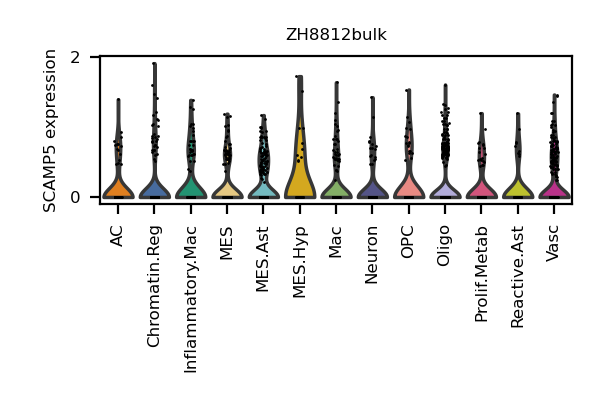 ZH8812bulk
SCAMP5 expression
2
0
AC
Chromatin.Reg
Inflammatory.Mac
MES
MES.Ast
MES.Hyp
Mac
Neuron
OPC
Oligo
Prolif.Metab
Reactive.Ast
Vasc